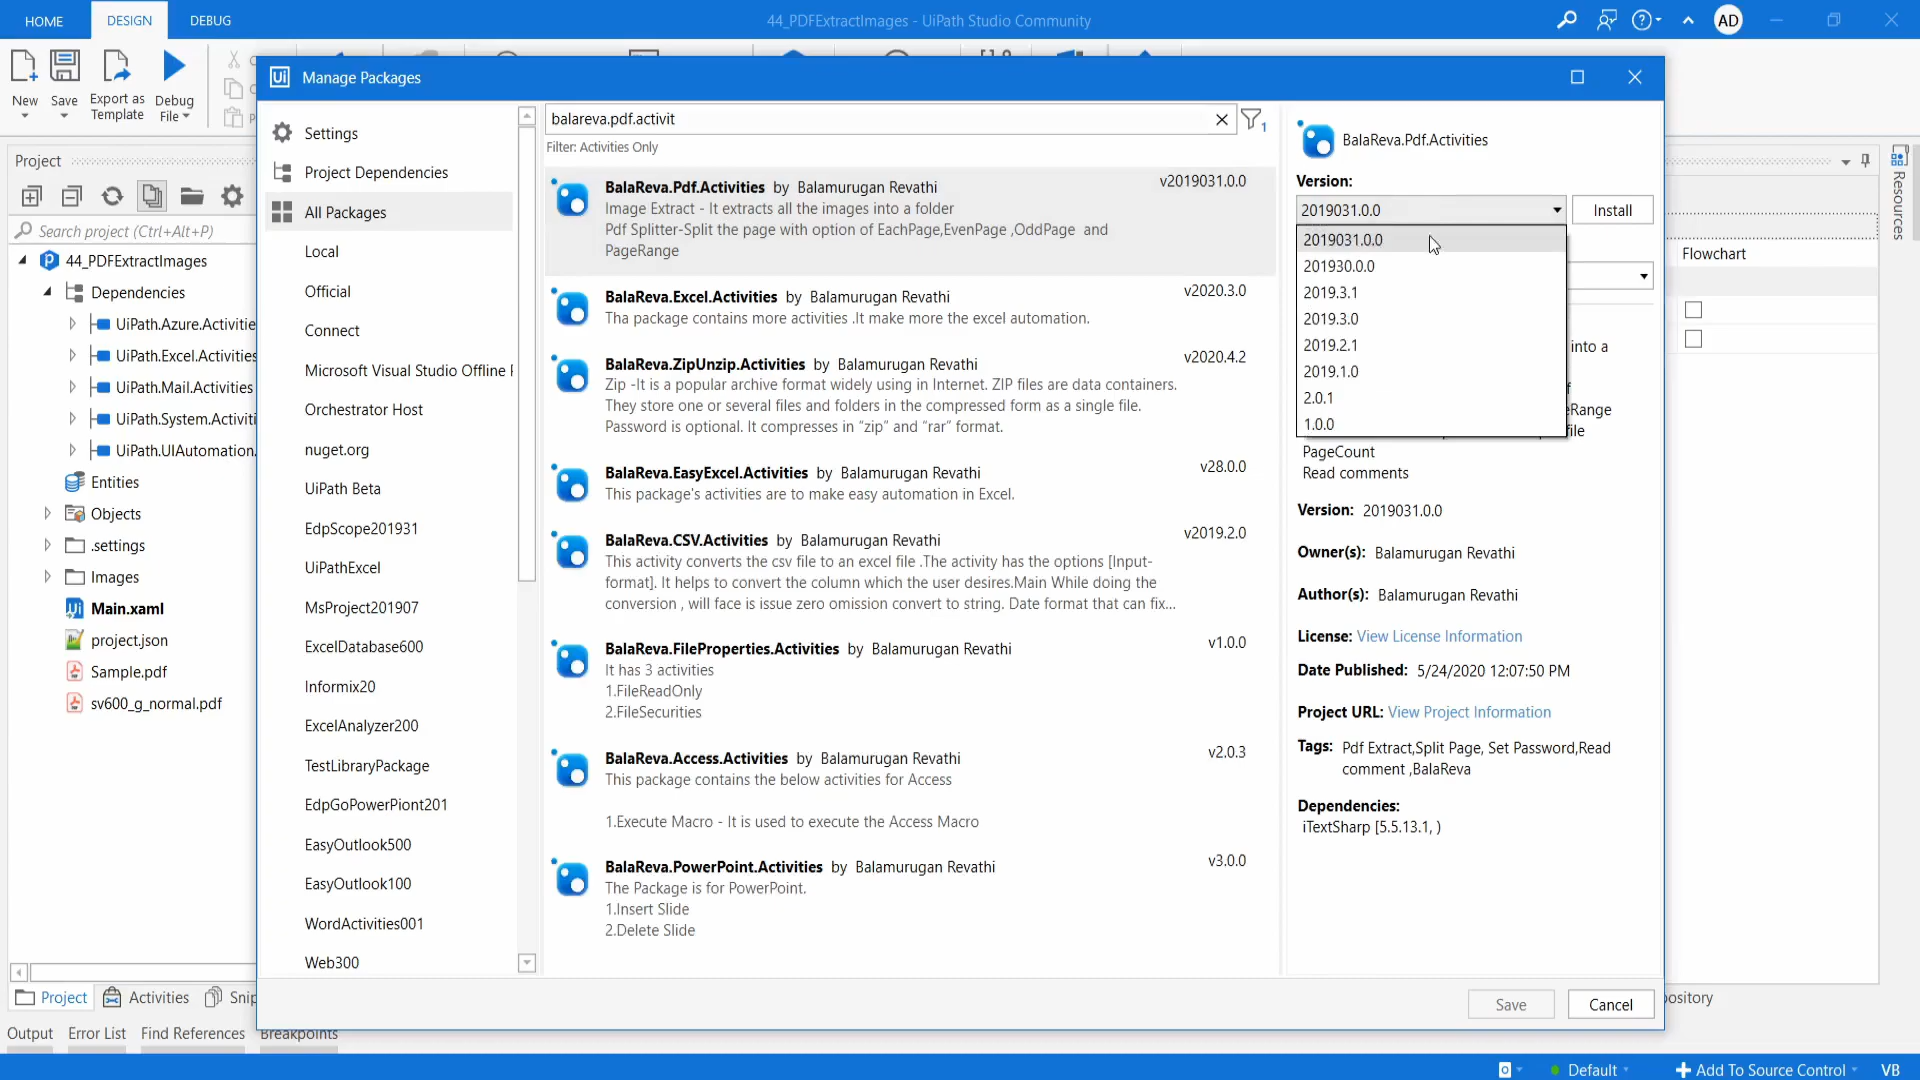 HOME
DESIGN
DEBUG
44_PDFExtractImages - UiPath Studio Community
AD
New
Save
Export as
Template
Debug
File
Ui
Manage Packages
Project
Search project (Ctrl+Alt+P)
44_PDFExtractImages
Dependencies
UiPath.Azure.Activitie
UiPath.Excel.Activities
UiPath.Mail.Activities
UiPath.System.Activiti
UiPath.UIAutomation.
Entities
Objects
.settings
Images
Main.xaml
project.json
Sample.pdf
sv600_g_normal.pdf
Project
Activities
Snip
Output
Error List
Find References
Breakpoints
Settings
Project Dependencies
All Packages
Local
Official
Connect
Microsoft Visual Studio Offline
Orchestrator Host
nuget.org
UiPath Beta
EdpScope201931
UiPathExcel
MsProject201907
ExcelDatabase600
Informix20
ExcelAnalyzer200
TestLibraryPackage
EdpGoPowerPiont201
EasyOutlook500
EasyOutlook100
WordActivities001
Web300
balareva.pdf.activit
1
Filter: Activities Only
BalaReva.Pdf.Activities by Balamurugan Revathi v2019031.0.0
Image Extract - It extracts all the images into a folder
Pdf Splitter-Split the page with option of EachPage,EvenPage ,OddPage and
PageRange
BalaReva.Excel.Activities by Balamurugan Revathi v2020.3.0
Tha package contains more activities .It make more the excel automation.
BalaReva.ZipUnzip.Activities by Balamurugan Revathi v2020.4.2
Zip -It is a popular archive format widely using in Internet. ZIP files are data containers.
They store one or several files and folders in the compressed form as a single file.
Password is optional. It compresses in “zip” and “rar” format.
BalaReva.EasyExcel.Activities by Balamurugan Revathi v28.0.0
This package's activities are to make easy automation in Excel.
BalaReva.CSV.Activities by Balamurugan Revathi v2019.2.0
This activity converts the csv file to an excel file .The activity has the options [Input-
format]. It helps to convert the column which the user desires.Main While doing the
conversion , will face is issue zero omission convert to string. Date format that can fix...
BalaReva.FileProperties.Activities by Balamurugan Revathi v1.0.0
It has 3 activities
1.FileReadOnly
2.FileSecurities
BalaReva.Access.Activities by Balamurugan Revathi v2.0.3
This package contains the below activities for Access
1.Execute Macro - It is used to execute the Access Macro
BalaReva.PowerPoint.Activities by Balamurugan Revathi v3.0.0
The Package is for PowerPoint.
1.Insert Slide
2.Delete Slide
BalaReva.Pdf.Activities
Version:
2019031.0.0
Install
2019031.0.0
201930.0.0
2019.3.1
2019.3.0
2019.2.1
2019.1.0
2.0.1
1.0.0
into a
eRange
file
PageCount
Read comments
Version: 2019031.0.0
Owner(s): Balamurugan Revathi
Author(s): Balamurugan Revathi
License: View License Information
Date Published: 5/24/2020 12:07:50 PM
Project URL: View Project Information
Tags: Pdf Extract,Split Page, Set Password,Read
comment ,BalaReva
Dependencies:
iTextSharp [5.5.13.1, )
Save
Cancel
Flowchart
Resources
pository
Default
Add To Source Control
VB